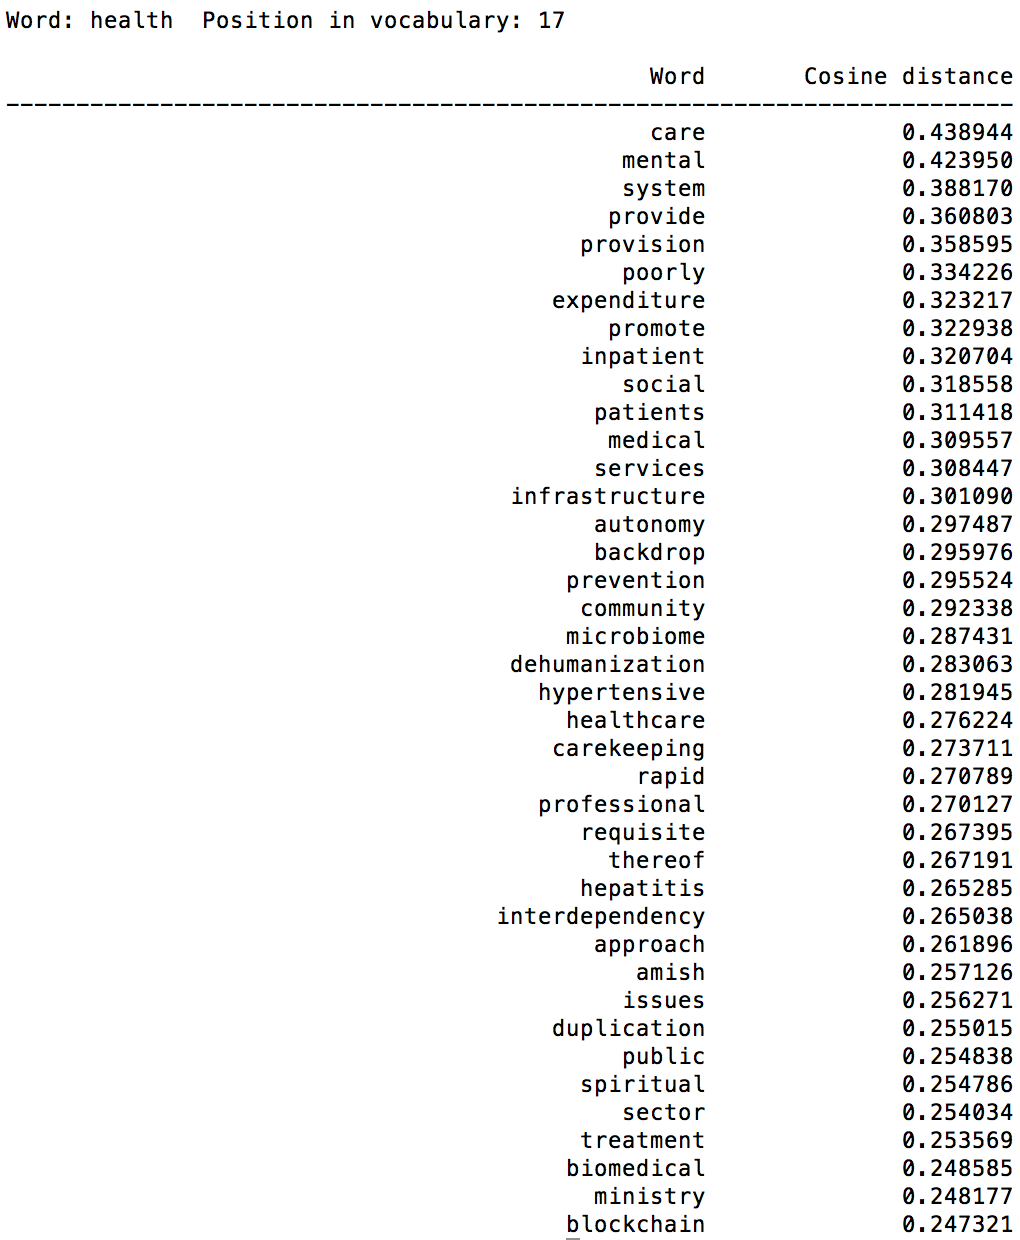 Word: health  Position in vocabulary: 17
Word Cosine distance
------------------------------------------------------------------------
care 0.438944
mental 0.423950
system 0.388170
provide 0.360803
provision 0.358595
poorly 0.334226
expenditure 0.323217
promote 0.322938
inpatient 0.320704
social 0.318558
patients 0.311418
medical 0.309557
services 0.308447
infrastructure 0.301090
autonomy 0.297487
backdrop 0.295976
prevention 0.295524
community 0.292338
microbiome 0.287431
dehumanization 0.283063
hypertensive 0.281945
healthcare 0.276224
carekeeping 0.273711
rapid 0.270789
professional 0.270127
requisite 0.267395
thereof 0.267191
hepatitis 0.265285
interdependency 0.265038
approach 0.261896
amish 0.257126
issues 0.256271
duplication 0.255015
public 0.254838
spiritual 0.254786
sector 0.254034
treatment 0.253569
biomedical 0.248585
ministry 0.248177
blockchain 0.247321